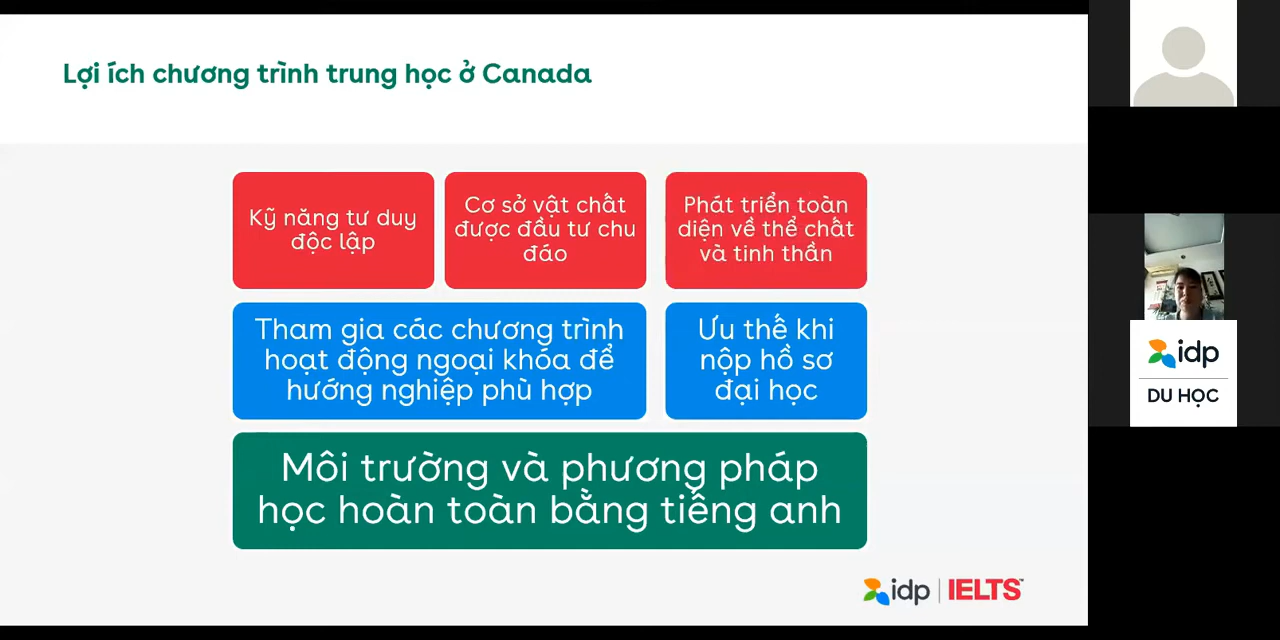 Lợi ích chương trình trung học ở Canada
Kỹ năng tư duy
độc lập
Cơ sở vật chất
được đầu tư chu
đáo
Phát triển toàn
diện về thể chất
và tinh thần
Tham gia các chương trình
hoạt động ngoại khóa để
hướng nghiệp phù hợp
Ưu thế khi
nộp hồ sơ
đại học
Môi trường và phương pháp
học hoàn toàn bằng tiếng anh
idp | IELTS™
idp
DU HỌC